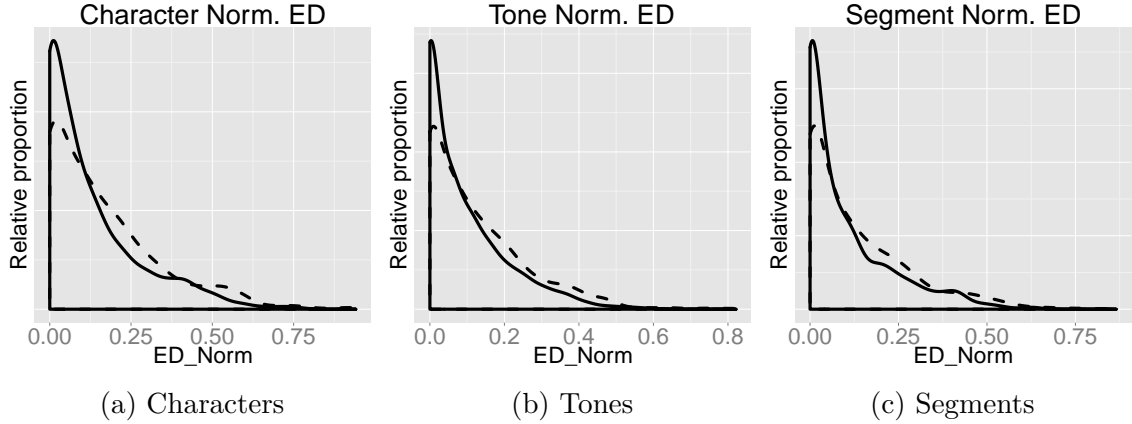 Character Norm. ED
Relative proportion
0.00 0.25 0.50 0.75
ED_Norm
(a) Characters
Tone Norm. ED
Relative proportion
0.0 0.2 0.4 0.6 0.8
ED_Norm
(b) Tones
Segment Norm. ED
Relative proportion
0.00 0.25 0.50 0.75
ED_Norm
(c) Segments